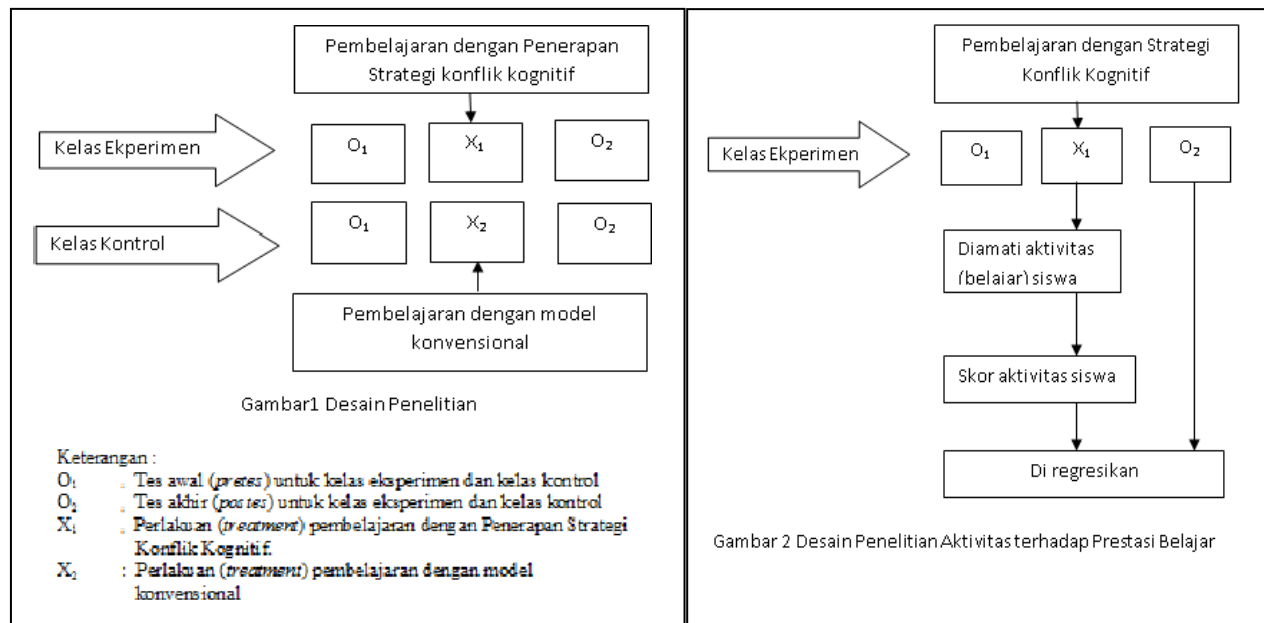 Pembelajaran dengan Penerapan
Strategi konflik kognitif
Kelas Ekperimen
O₁
X₁
O₂
Kelas Kontrol
O₁
X₂
O₂
Pembelajaran dengan model
konvensional
Gambar1 Desain Penelitian
Keterangan :
O₁ : Tes awal (pretes) untuk kelas eksperimen dan kelas kontrol
O₂ : Tes akhir (postes) untuk kelas eksperimen dan kelas kontrol
X₁ : Perlakuan (treatment) pembelajaran dengan Penerapan Strategi
Konflik Kognitif.
X₂ : Perlakuan (treatment) pembelajaran dengan model
konvensional
Pembelajaran dengan Strategi
Konflik Kognitif
Kelas Ekperimen
O₁
X₁
O₂
Diamati aktivitas
(belajar) siswa
Skor aktivitas siswa
Di regresikan
Gambar 2 Desain Penelitian Aktivitas terhadap Prestasi Belajar